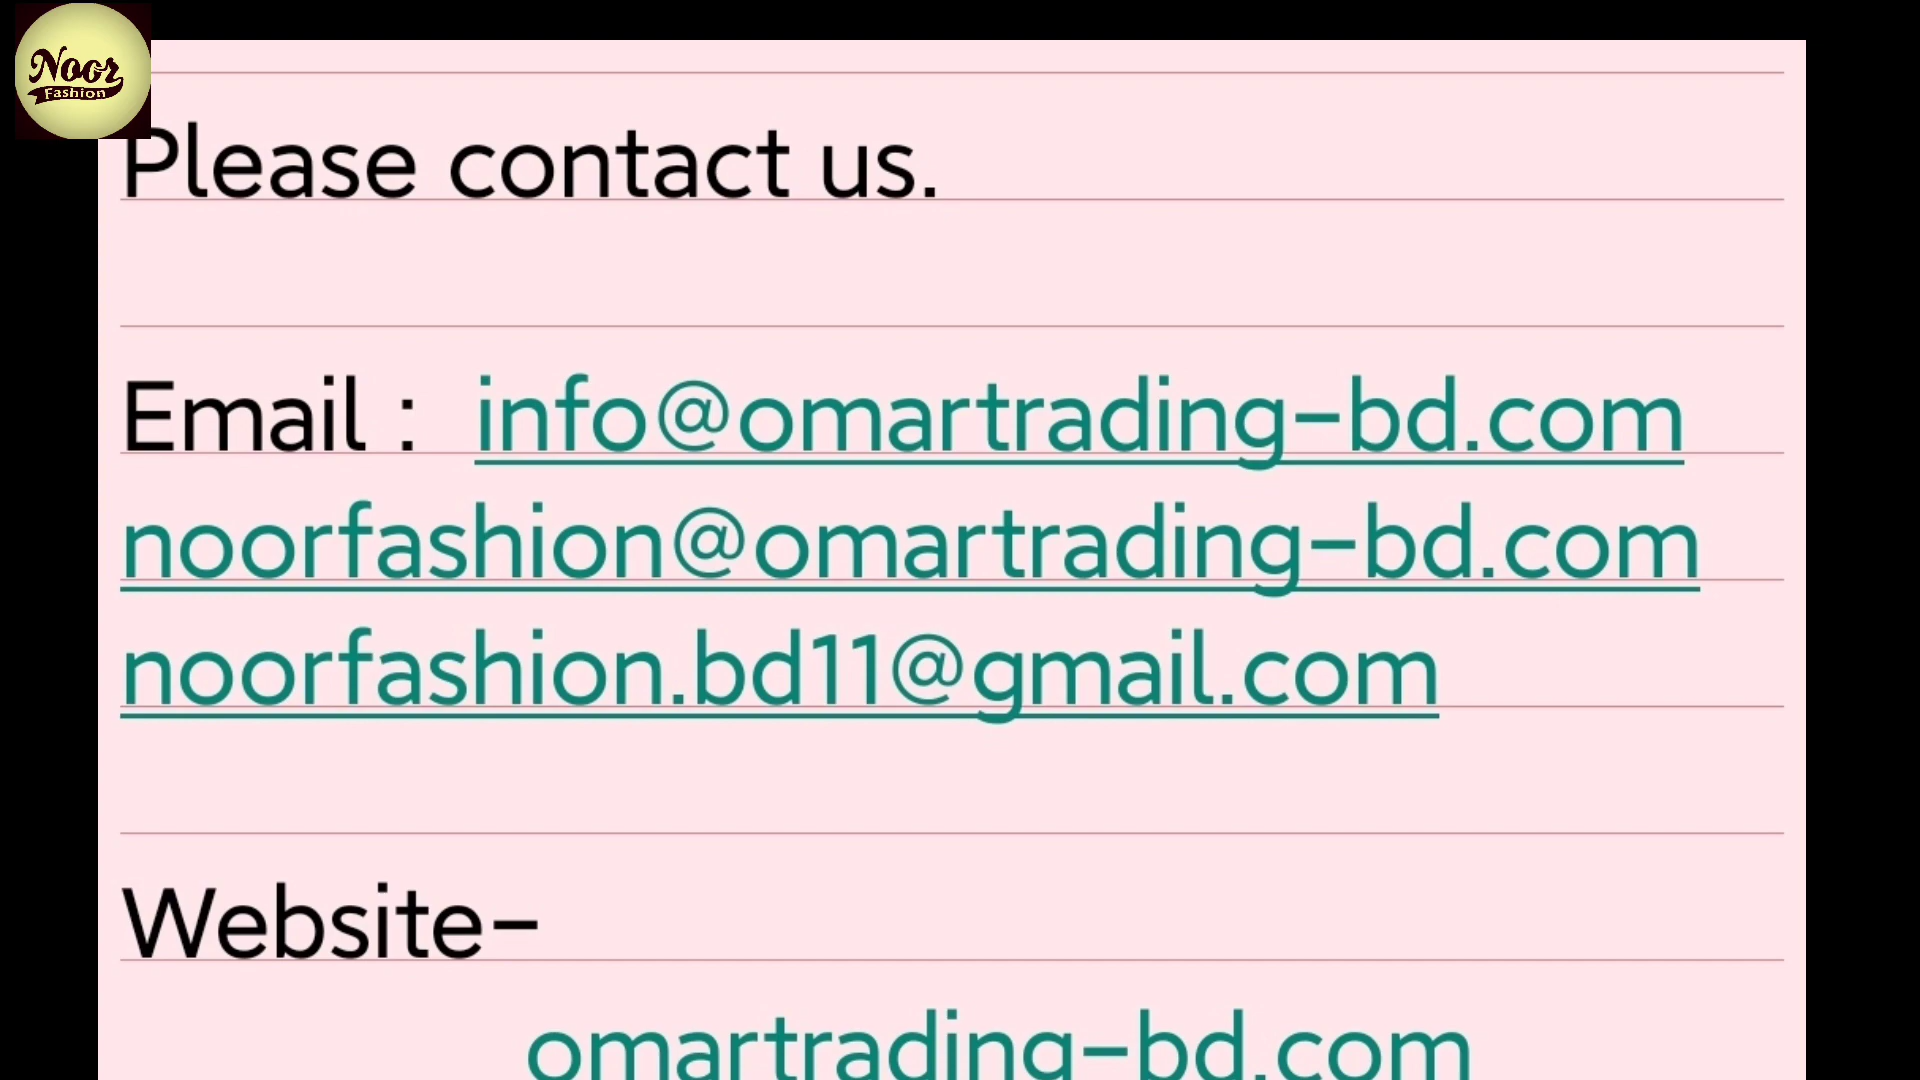 Noor
Fashion
Please contact us.
Email : info@omartrading-bd.com
noorfashion@omartrading-bd.com
noorfashion.bd11@gmail.com
Website-
omartrading-bd.com